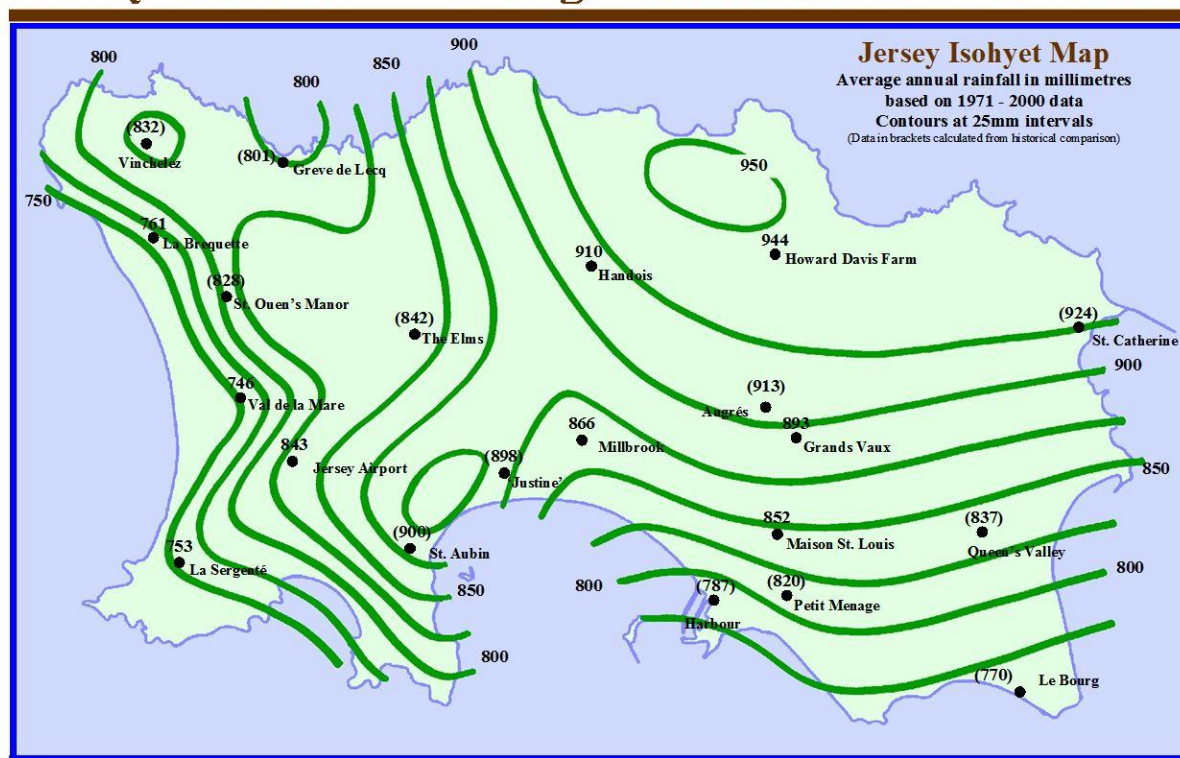 Jersey Isohyet Map
Average annual rainfall in millimetres
based on 1971 - 2000 data
Contours at 25mm intervals
(Data in brackets calculated from historical comparison)
900
800
850
800
(832)
Vinchelez
(801)
Greve de Lecq
950
750
761
La Brequette
944
Howard Davis Farm
910
Handois
(828)
St. Ouen's Manor
(842)
The Elms
(924)
St. Catherine
900
746
Val de la Mare
(913)
Augrés
893
Grands Vaux
866
Millbrook
843
Jersey Airport
(898)
Justine'
850
(900)
St. Aubin
852
Maison St. Louis
(837)
Queen's Valley
753
La Sergenté
850
800
(787)
Harbour
(820)
Petit Menage
800
800
(770)
Le Bourg